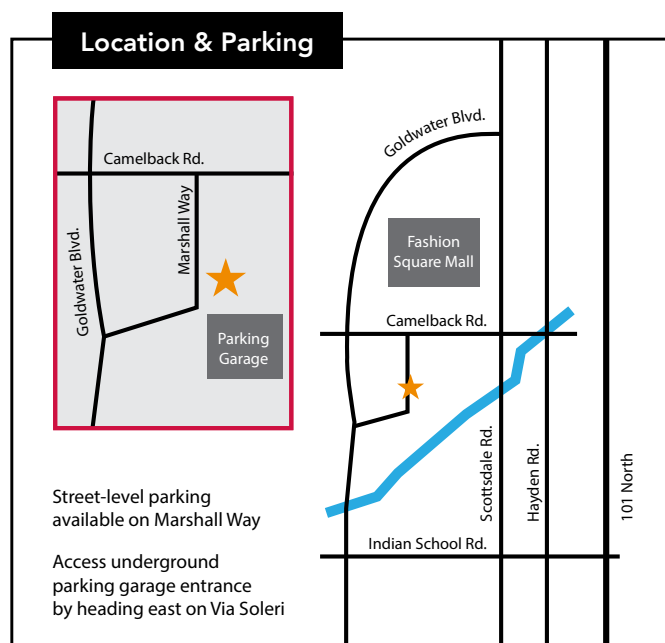 Location & Parking
Camelback Rd.
Marshall Way
Goldwater Blvd.
Parking
Garage
Street-level parking
available on Marshall Way
Access underground
parking garage entrance
by heading east on Via Soleri
Goldwater Blvd.
Fashion
Square Mall
Camelback Rd.
Scottsdale Rd.
Hayden Rd.
101 North
Indian School Rd.